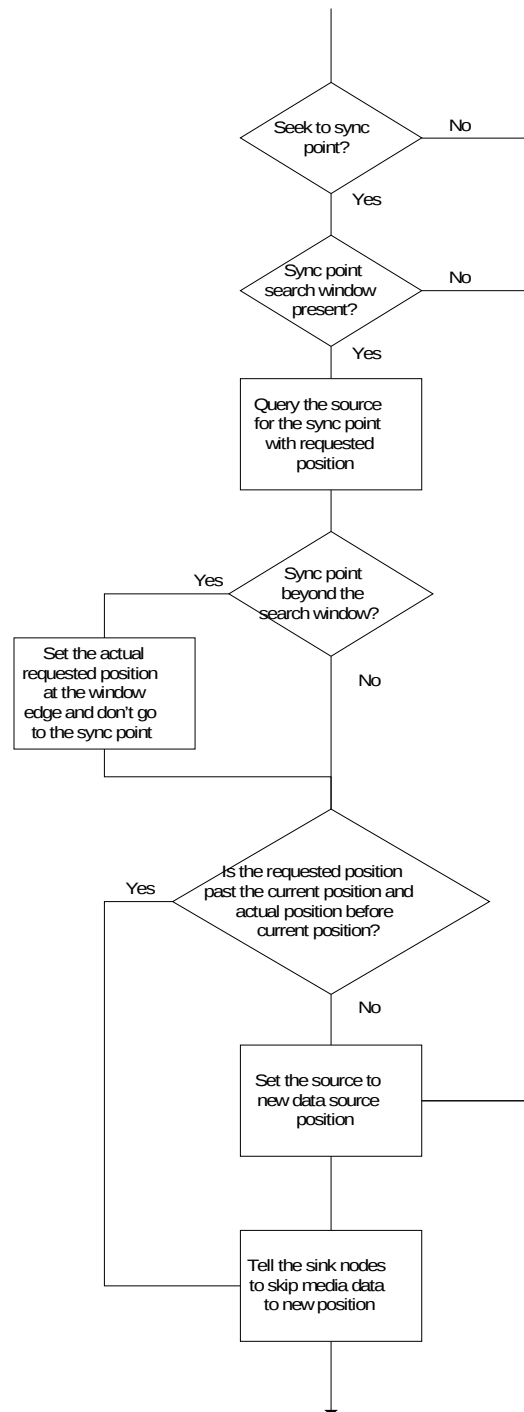 Seek to sync
point?
No
Yes
Sync point
search window
present?
No
Yes
Query the source
for the sync point
with requested
position
Yes
Sync point
beyond the
search window?
Set the actual
requested position
at the window
edge and don't go
to the sync point
No
Is the requested position
past the current position and
actual position before
current position?
Yes
No
Set the source to
new data source
position
Tell the sink nodes
to skip media data
to new position